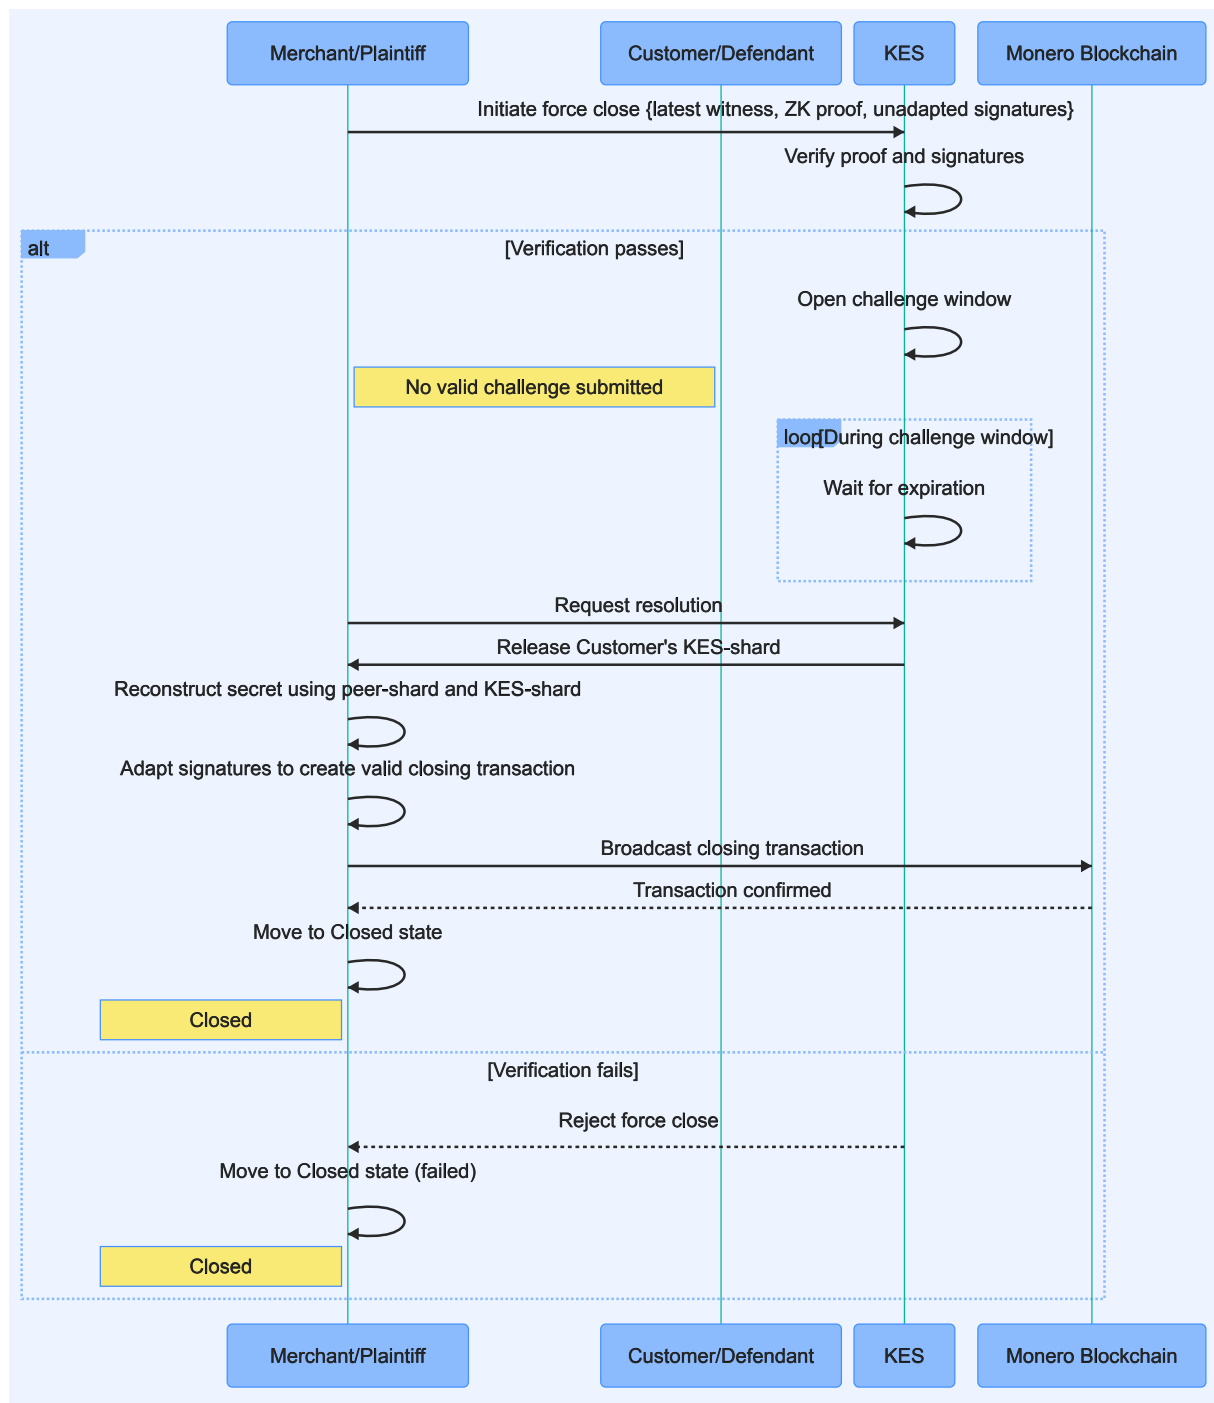 Merchant/Plaintiff
Customer/Defendant
KES
Monero Blockchain
Initiate force close {latest witness, ZK proof, unadapted signatures}
Verify proof and signatures
alt
[Verification passes]
Open challenge window
No valid challenge submitted
loop
[During challenge window]
Wait for expiration
Request resolution
Release Customer's KES-shard
Reconstruct secret using peer-shard and KES-shard
Adapt signatures to create valid closing transaction
Broadcast closing transaction
Transaction confirmed
Move to Closed state
Closed
[Verification fails]
Reject force close
Move to Closed state (failed)
Closed
Merchant/Plaintiff
Customer/Defendant
KES
Monero Blockchain